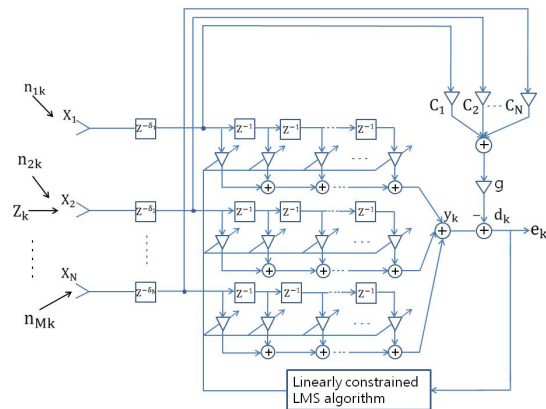 n1k
X1
Z−δ1
Z−1
Z−1
Z−1
C1
C2
CN
g
n2k
Zk
X2
Z−δ2
Z−1
Z−1
Z−1
yk
−
dk
ek
XN
nMk
Z−1
Z−1
Z−1
Linearly constrained
LMS algorithm